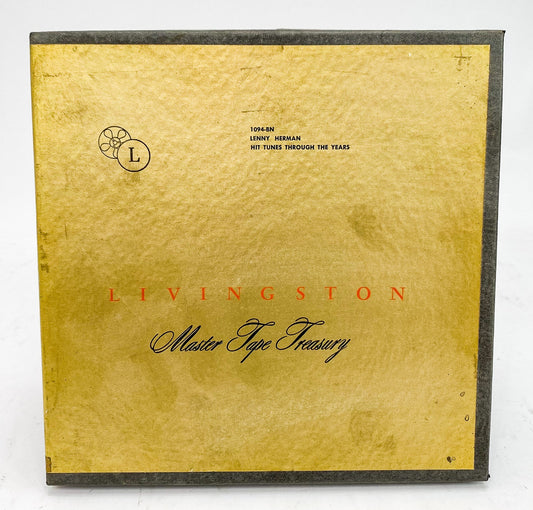 1094-BN
LENNY HERMAN
HIT TUNES THROUGH THE YEARS
L
LIVINGSTON
Master Tape Treasury